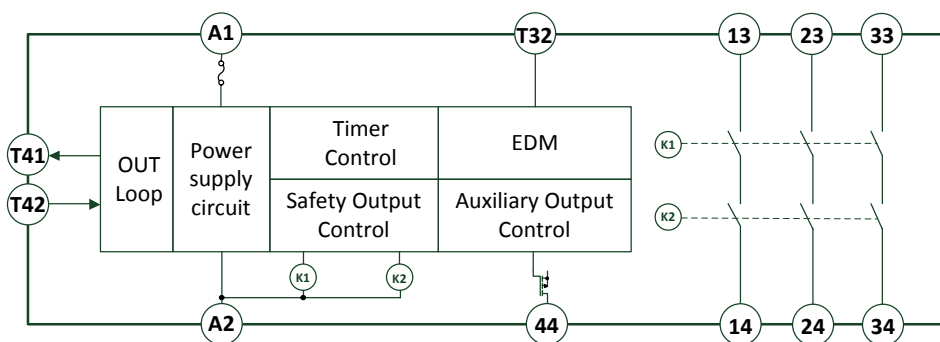 A1
T32
13
23
33
T41
T42
OUT
Loop
Power
supply
circuit
Timer
Control
EDM
Safety Output
Control
Auxiliary Output
Control
K1
K2
K1
K2
A2
44
14
24
34